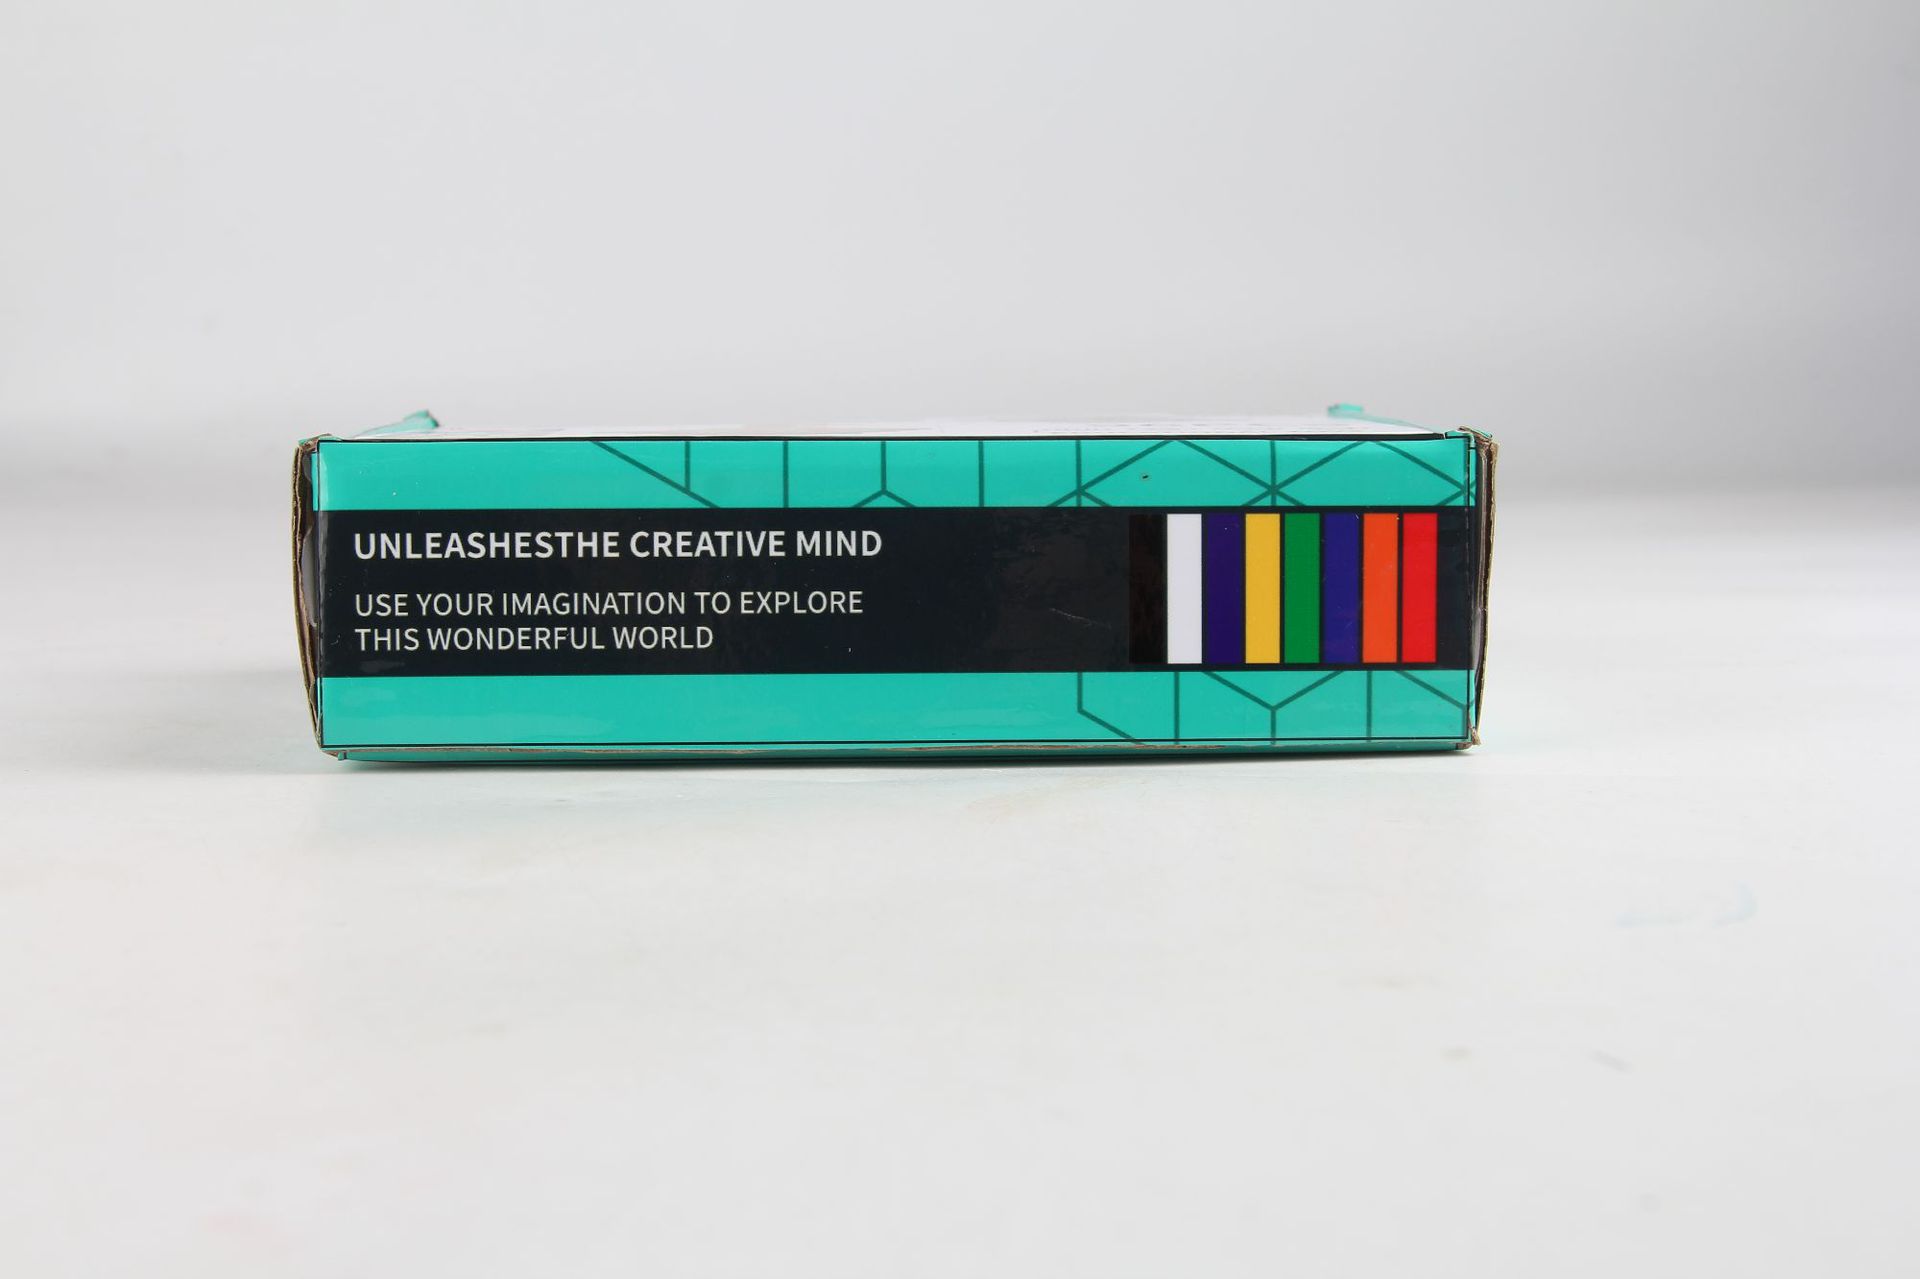 UNLEASHESTHE CREATIVE MIND
USE YOUR IMAGINATION TO EXPLORE
THIS WONDERFUL WORLD